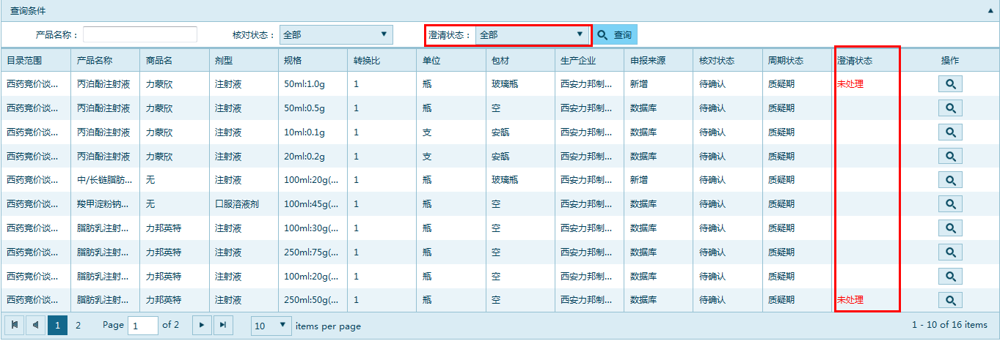 查询条件
产品名称： 核对状态： 全部 澄清状态： 全部 查询
目录范围 产品名称 商品名 剂型 规格 转换比 单位 包材 生产企业 申报来源 核对状态 周期状态 澄清状态 操作
西药竞价谈... 丙泊酚注射液 力蒙欣 注射液 50ml:1.0g 1 瓶 玻璃瓶 西安力邦制... 新增 待确认 质疑期 未处理
西药竞价谈... 丙泊酚注射液 力蒙欣 注射液 50ml:0.5g 1 瓶 空 西安力邦制... 数据库 待确认 质疑期
西药竞价谈... 丙泊酚注射液 力蒙欣 注射液 10ml:0.1g 1 支 安瓿 西安力邦制... 数据库 待确认 质疑期
西药竞价谈... 丙泊酚注射液 力蒙欣 注射液 20ml:0.2g 1 支 安瓿 西安力邦制... 数据库 待确认 质疑期
西药竞价谈... 中/长链脂肪... 无 注射液 100ml:20g(... 1 瓶 玻璃瓶 西安力邦制... 新增 待确认 质疑期
西药竞价谈... 羧甲淀粉钠... 无 口服溶液剂 100ml:45g(... 1 瓶 空 西安力邦制... 数据库 待确认 质疑期
西药竞价谈... 脂肪乳注射... 力邦英特 注射液 100ml:30g(... 1 瓶 空 西安力邦制... 数据库 待确认 质疑期
西药竞价谈... 脂肪乳注射... 力邦英特 注射液 250ml:75g(... 1 瓶 空 西安力邦制... 数据库 待确认 质疑期
西药竞价谈... 脂肪乳注射... 力邦英特 注射液 100ml:20g(... 1 瓶 空 西安力邦制... 数据库 待确认 质疑期
西药竞价谈... 脂肪乳注射... 力邦英特 注射液 250ml:50g(... 1 瓶 空 西安力邦制... 数据库 待确认 质疑期 未处理
1 2 Page 1 of 2 10 items per page 1 - 10 of 16 items